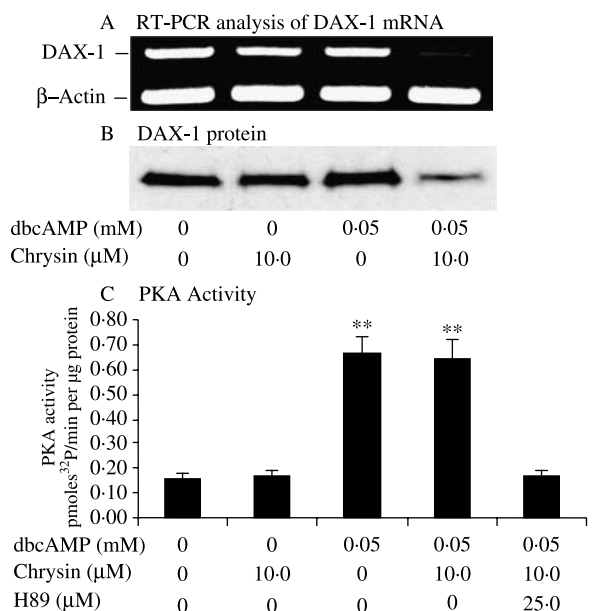 A RT-PCR analysis of DAX-1 mRNA
DAX-1 –
β–Actin –
B DAX-1 protein
dbcAMP (mM) 0 0 0·05 0·05
Chrysin (µM) 0 10·0 0 10·0
C PKA Activity
PKA activity
pmoles³²P/min per µg protein
0·80
0·70
0·60
0·50
0·40
0·30
0·20
0·10
0·00
** **
dbcAMP (mM) 0 0 0·05 0·05 0·05
Chrysin (µM) 0 10·0 0 10·0 10·0
H89 (µM) 0 0 0 0 25·0